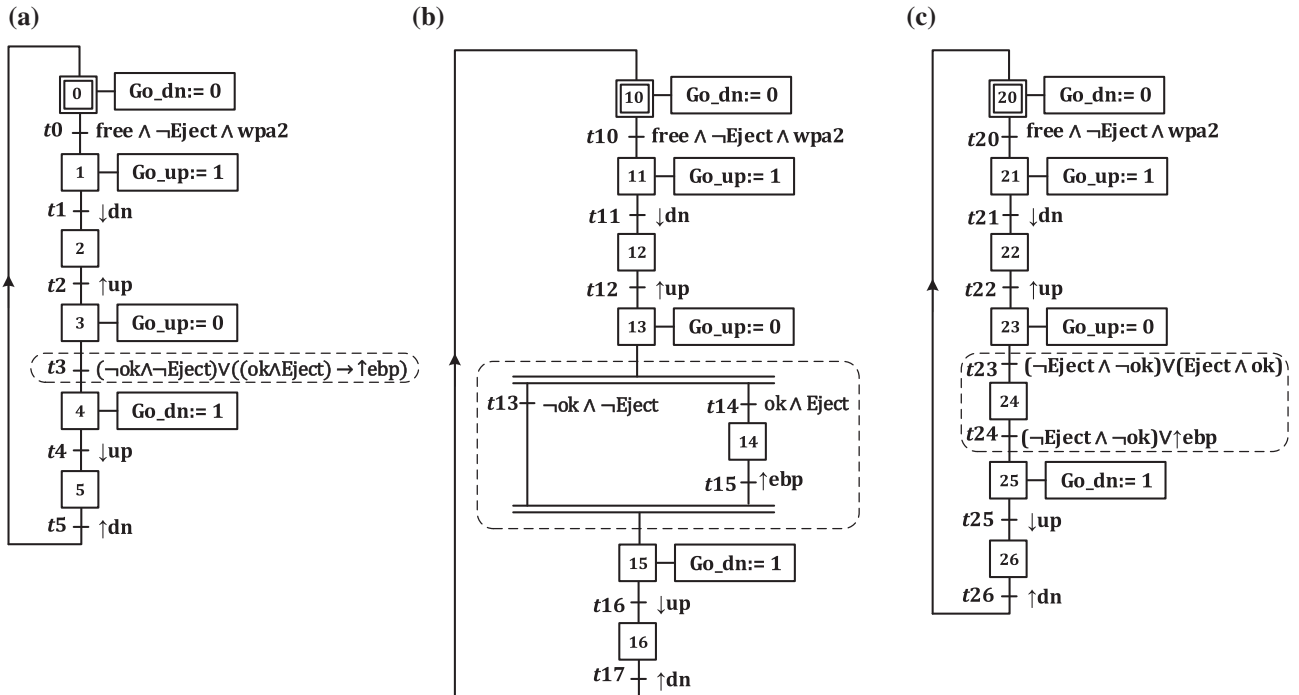 (a)
0
Go_dn:= 0
t0 free ∧ ¬Eject ∧ wpa2
1
Go_up:= 1
t1 ↓dn
2
t2 ↑up
3
Go_up:= 0
t3 (¬ok∧¬Eject)∨((ok∧Eject) → ↑ebp)
4
Go_dn:= 1
t4 ↓up
5
t5 ↑dn
(b)
10
Go_dn:= 0
t10 free ∧ ¬Eject ∧ wpa2
11
Go_up:= 1
t11 ↓dn
12
t12 ↑up
13
Go_up:= 0
t13 ¬ok ∧ ¬Eject
t14 ok ∧ Eject
14
t15 ↑ebp
15
Go_dn:= 1
t16 ↓up
16
t17 ↑dn
(c)
20
Go_dn:= 0
t20 free ∧ ¬Eject ∧ wpa2
21
Go_up:= 1
t21 ↓dn
22
t22 ↑up
23
Go_up:= 0
t23 (¬Eject ∧ ¬ok)∨(Eject ∧ ok)
24
t24 (¬Eject ∧ ¬ok)∨↑ebp
25
Go_dn:= 1
t25 ↓up
26
t26 ↑dn